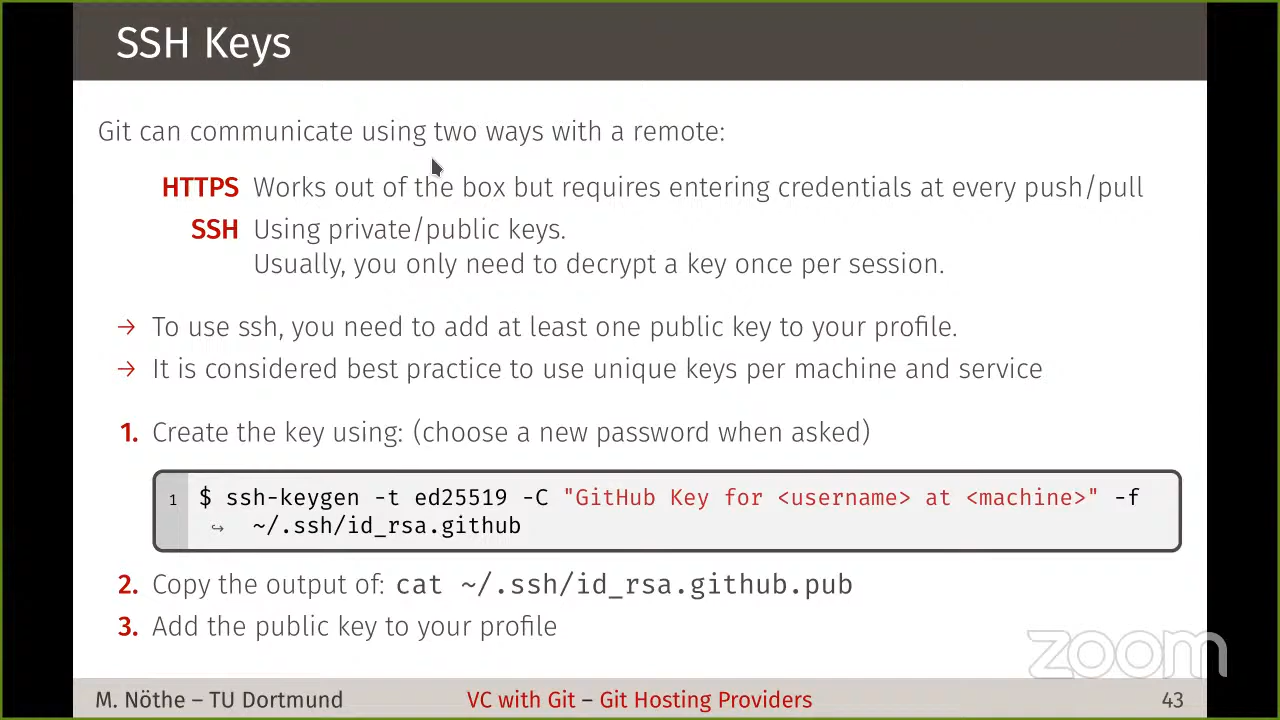 SSH Keys
Git can communicate using two ways with a remote:
HTTPS Works out of the box but requires entering credentials at every push/pull
SSH Using private/public keys.
Usually, you only need to decrypt a key once per session.
→ To use ssh, you need to add at least one public key to your profile.
→ It is considered best practice to use unique keys per machine and service
1. Create the key using: (choose a new password when asked)
1 $ ssh-keygen -t ed25519 -C "GitHub Key for <username> at <machine>" -f
↪ ~/.ssh/id_rsa.github
2. Copy the output of: cat ~/.ssh/id_rsa.github.pub
3. Add the public key to your profile
zoom
M. Nöthe – TU Dortmund VC with Git – Git Hosting Providers 43